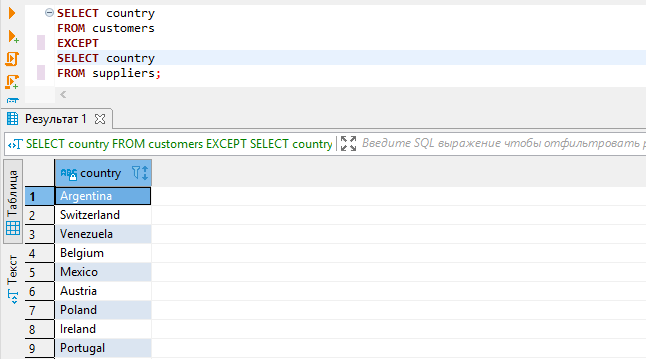 SELECT country
FROM customers
EXCEPT
SELECT country
FROM suppliers;
Результат 1
SELECT country FROM customers EXCEPT SELECT country
Введите SQL выражение чтобы отфильтровать
Таблица
Текст
ABC country
1 Argentina
2 Switzerland
3 Venezuela
4 Belgium
5 Mexico
6 Austria
7 Poland
8 Ireland
9 Portugal